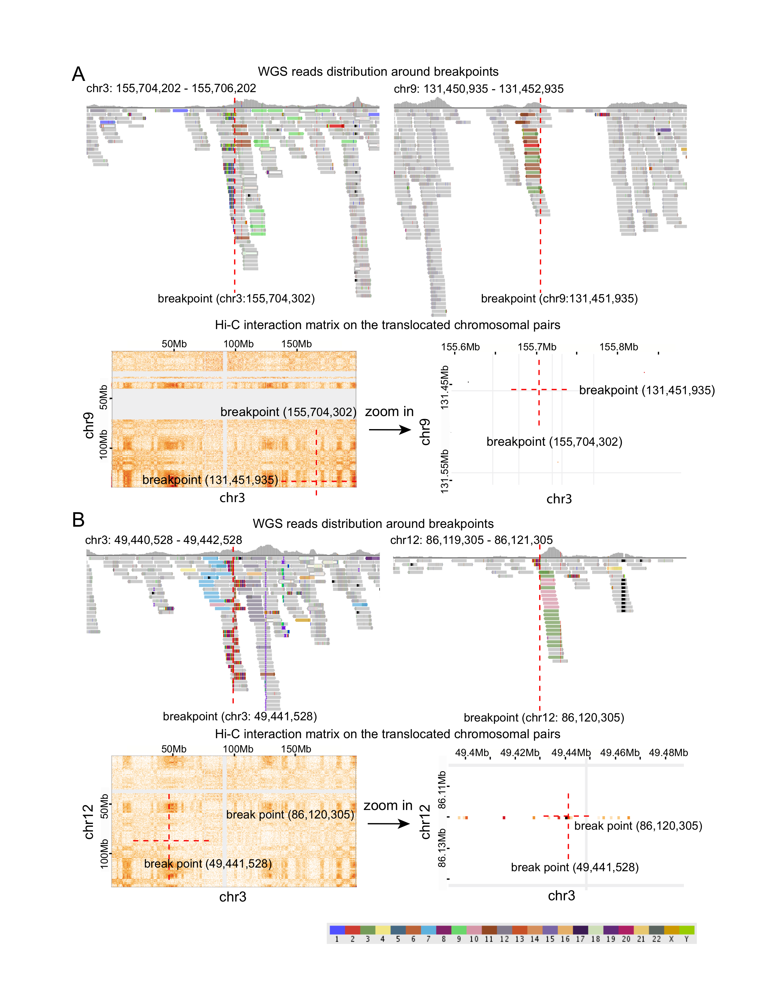 A
WGS reads distribution around breakpoints
chr3: 155,704,202 - 155,706,202
chr9: 131,450,935 - 131,452,935
breakpoint (chr3:155,704,302)
breakpoint (chr9:131,451,935)
Hi-C interaction matrix on the translocated chromosomal pairs
50Mb 100Mb 150Mb
chr9
50Mb
100Mb
breakpoint (155,704,302)
breakpoint (131,451,935)
chr3
zoom in
155.6Mb 155.7Mb 155.8Mb
chr9
131.45Mb
131.55Mb
breakpoint (131,451,935)
breakpoint (155,704,302)
chr3
B
WGS reads distribution around breakpoints
chr3: 49,440,528 - 49,442,528
chr12: 86,119,305 - 86,121,305
breakpoint (chr3: 49,441,528)
breakpoint (chr12: 86,120,305)
Hi-C interaction matrix on the translocated chromosomal pairs
50Mb 100Mb 150Mb
chr12
50Mb
100Mb
break point (86,120,305)
break point (49,441,528)
chr3
zoom in
49.4Mb 49.42Mb 49.44Mb 49.46Mb 49.48Mb
chr12
86.11Mb
86.13Mb
break point (86,120,305)
break point (49,441,528)
chr3
1 2 3 4 5 6 7 8 9 10 11 12 13 14 15 16 17 18 19 20 21 22 X Y